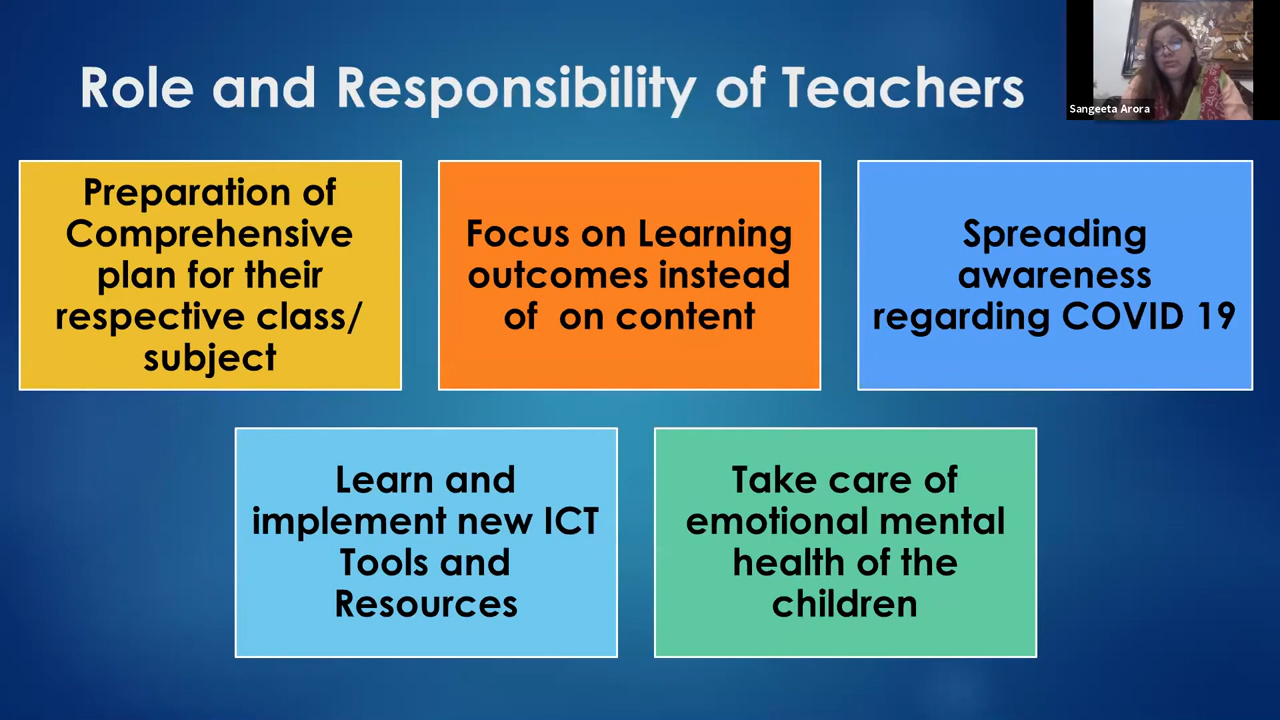 Role and Responsibility of Teachers
Sangeeta Arora
Preparation of
Comprehensive
plan for their
respective class/
subject
Focus on Learning
outcomes instead
of  on content
Spreading
awareness
regarding COVID 19
Learn and
implement new ICT
Tools and
Resources
Take care of
emotional mental
health of the
children